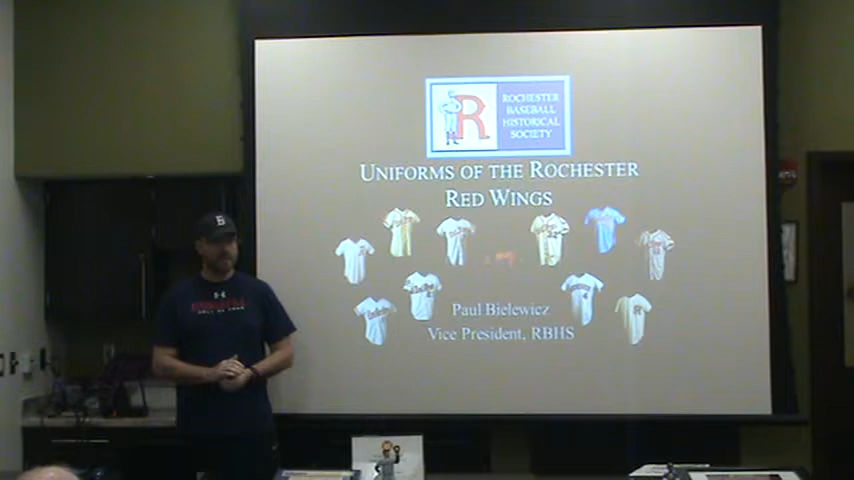 R
ROCHESTER
BASEBALL
HISTORICAL
SOCIETY
UNIFORMS OF THE ROCHESTER
RED WINGS
Paul Bielewicz
Vice President, RBHS